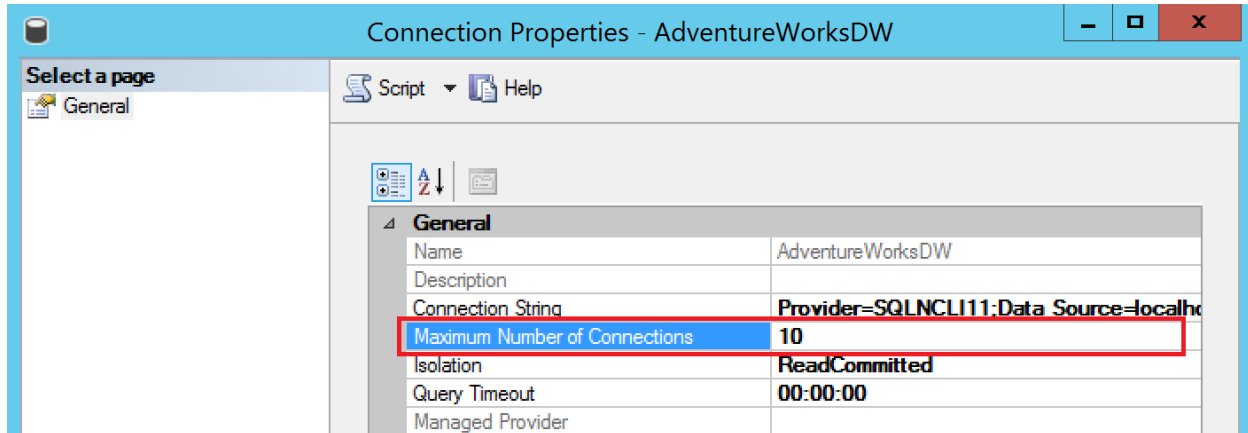 Connection Properties - AdventureWorksDW
Select a page
General
Script Help
General
Name AdventureWorksDW
Description
Connection String Provider=SQLNCLI11;Data Source=localho
Maximum Number of Connections 10
Isolation ReadCommitted
Query Timeout 00:00:00
Managed Provider